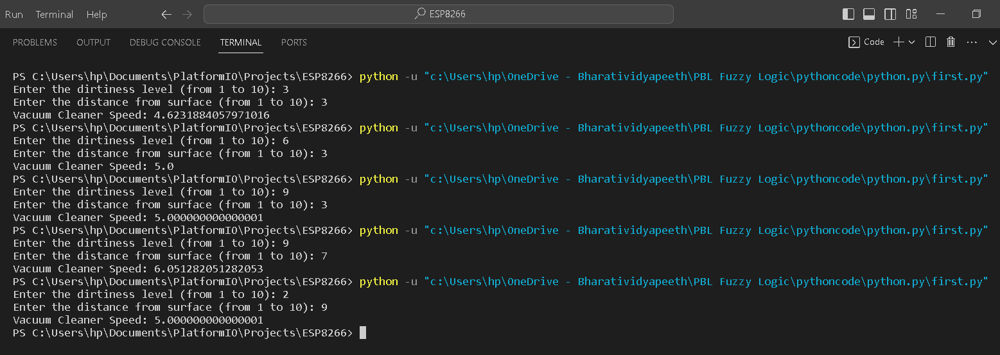 Run Terminal Help ESP8266
PROBLEMS OUTPUT DEBUG CONSOLE TERMINAL PORTS Code
PS C:\Users\hp\Documents\PlatformIO\Projects\ESP8266> python -u "c:\Users\hp\OneDrive - Bharatividyapeeth\PBL Fuzzy Logic\pythoncode\python.py\first.py"
Enter the dirtiness level (from 1 to 10): 3
Enter the distance from surface (from 1 to 10): 3
Vacuum Cleaner Speed: 4.6231884057971016
PS C:\Users\hp\Documents\PlatformIO\Projects\ESP8266> python -u "c:\Users\hp\OneDrive - Bharatividyapeeth\PBL Fuzzy Logic\pythoncode\python.py\first.py"
Enter the dirtiness level (from 1 to 10): 6
Enter the distance from surface (from 1 to 10): 3
Vacuum Cleaner Speed: 5.0
PS C:\Users\hp\Documents\PlatformIO\Projects\ESP8266> python -u "c:\Users\hp\OneDrive - Bharatividyapeeth\PBL Fuzzy Logic\pythoncode\python.py\first.py"
Enter the dirtiness level (from 1 to 10): 9
Enter the distance from surface (from 1 to 10): 3
Vacuum Cleaner Speed: 5.000000000000001
PS C:\Users\hp\Documents\PlatformIO\Projects\ESP8266> python -u "c:\Users\hp\OneDrive - Bharatividyapeeth\PBL Fuzzy Logic\pythoncode\python.py\first.py"
Enter the dirtiness level (from 1 to 10): 9
Enter the distance from surface (from 1 to 10): 7
Vacuum Cleaner Speed: 6.051282051282053
PS C:\Users\hp\Documents\PlatformIO\Projects\ESP8266> python -u "c:\Users\hp\OneDrive - Bharatividyapeeth\PBL Fuzzy Logic\pythoncode\python.py\first.py"
Enter the dirtiness level (from 1 to 10): 2
Enter the distance from surface (from 1 to 10): 9
Vacuum Cleaner Speed: 5.000000000000001
PS C:\Users\hp\Documents\PlatformIO\Projects\ESP8266>